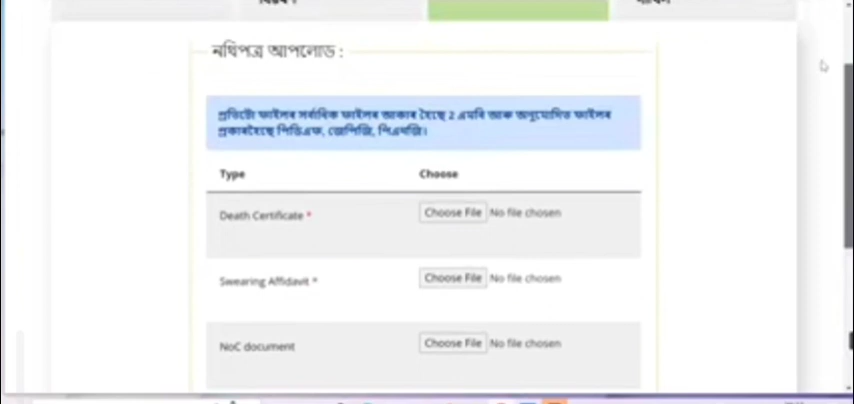 নথিপত্ৰ আপলোড :
প্ৰতিটো ফাইলৰ সৰ্বাধিক ফাইলৰ আকাৰ হৈছে 2 এমবি আৰু অনুমোদিত ফাইলৰ
প্ৰকাৰহৈছে পিডিএফ, জেপিজি, পিএনজি।
Type Choose
Death Certificate * Choose File No file chosen
Swearing Affidavit * Choose File No file chosen
NoC document Choose File No file chosen